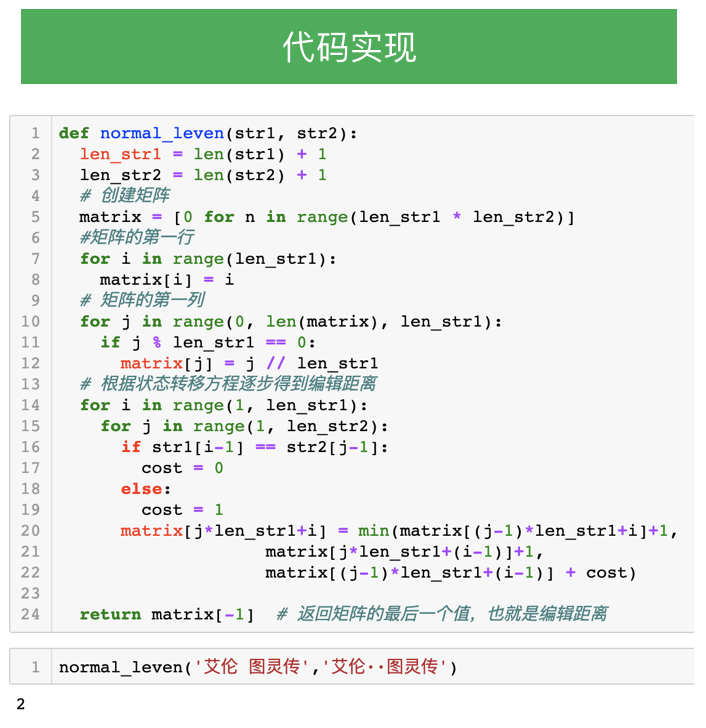 代码实现
1 def normal_leven(str1, str2):
2   len_str1 = len(str1) + 1
3   len_str2 = len(str2) + 1
4   # 创建矩阵
5   matrix = [0 for n in range(len_str1 * len_str2)]
6   #矩阵的第一行
7   for i in range(len_str1):
8     matrix[i] = i
9   # 矩阵的第一列
10   for j in range(0, len(matrix), len_str1):
11     if j % len_str1 == 0:
12       matrix[j] = j // len_str1
13   # 根据状态转移方程逐步得到编辑距离
14   for i in range(1, len_str1):
15     for j in range(1, len_str2):
16       if str1[i-1] == str2[j-1]:
17         cost = 0
18       else:
19         cost = 1
20       matrix[j*len_str1+i] = min(matrix[(j-1)*len_str1+i]+1,
21                     matrix[j*len_str1+(i-1)]+1,
22                     matrix[(j-1)*len_str1+(i-1)] + cost)
23
24   return matrix[-1]  # 返回矩阵的最后一个值，也就是编辑距离
1 normal_leven('艾伦 图灵传','艾伦··图灵传')
2